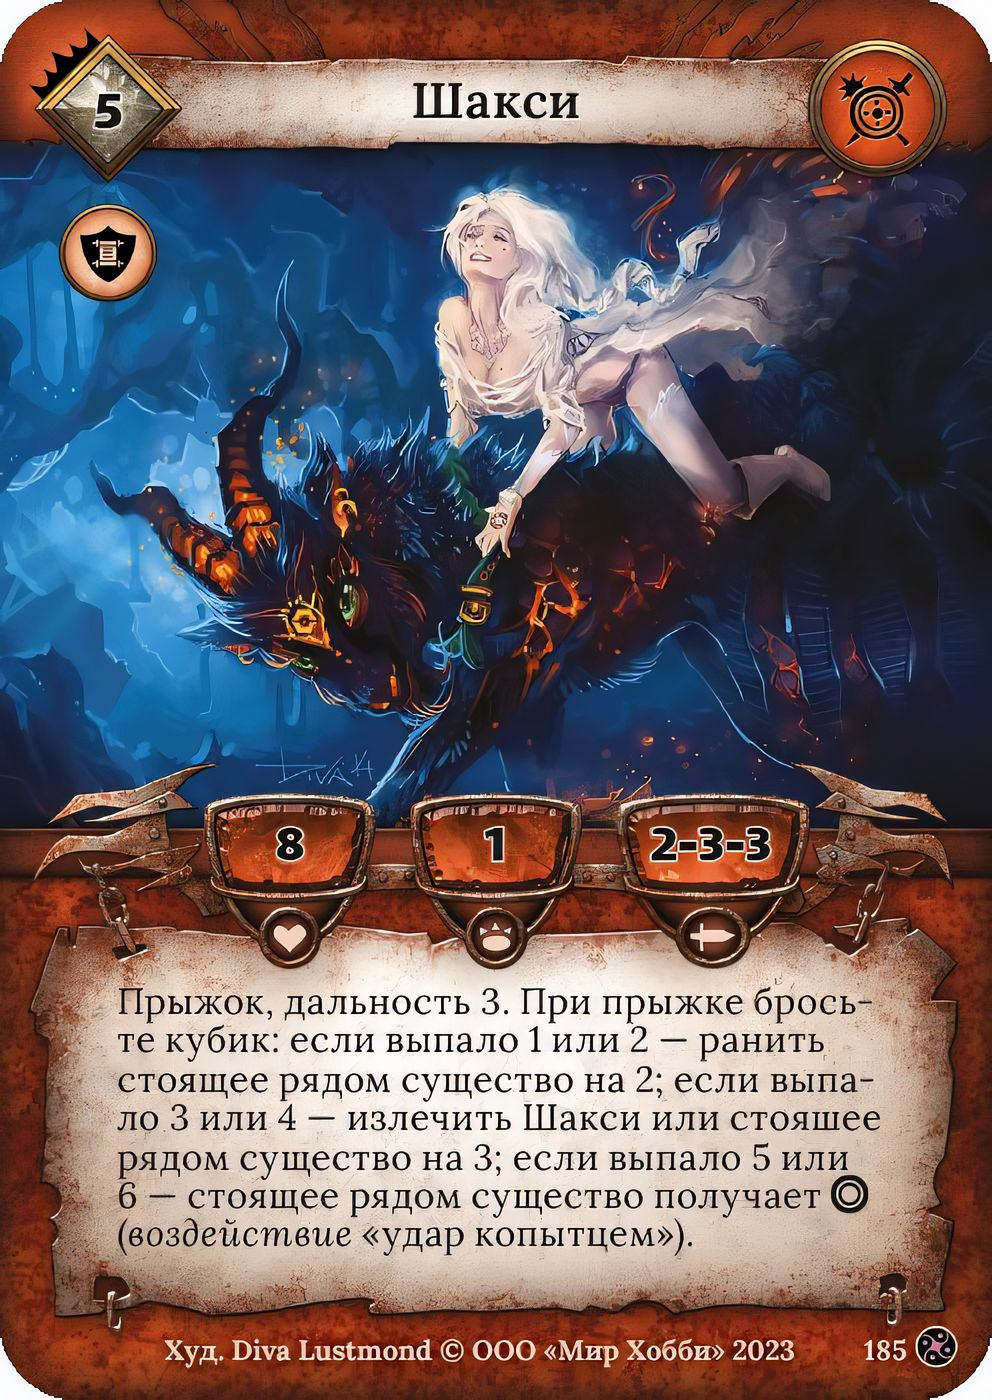 5
Шакси
DIVA
8
1
2-3-3
Прыжок, дальность 3. При прыжке брось-
те кубик: если выпало 1 или 2 — ранить
стоящее рядом существо на 2; если выпа-
ло 3 или 4 — излечить Шакси или стояшее
рядом существо на 3; если выпало 5 или
6 — стоящее рядом существо получает
(воздействие «удар копытцем»).
Худ. Diva Lustmond © ООО «Мир Хобби» 2023
185